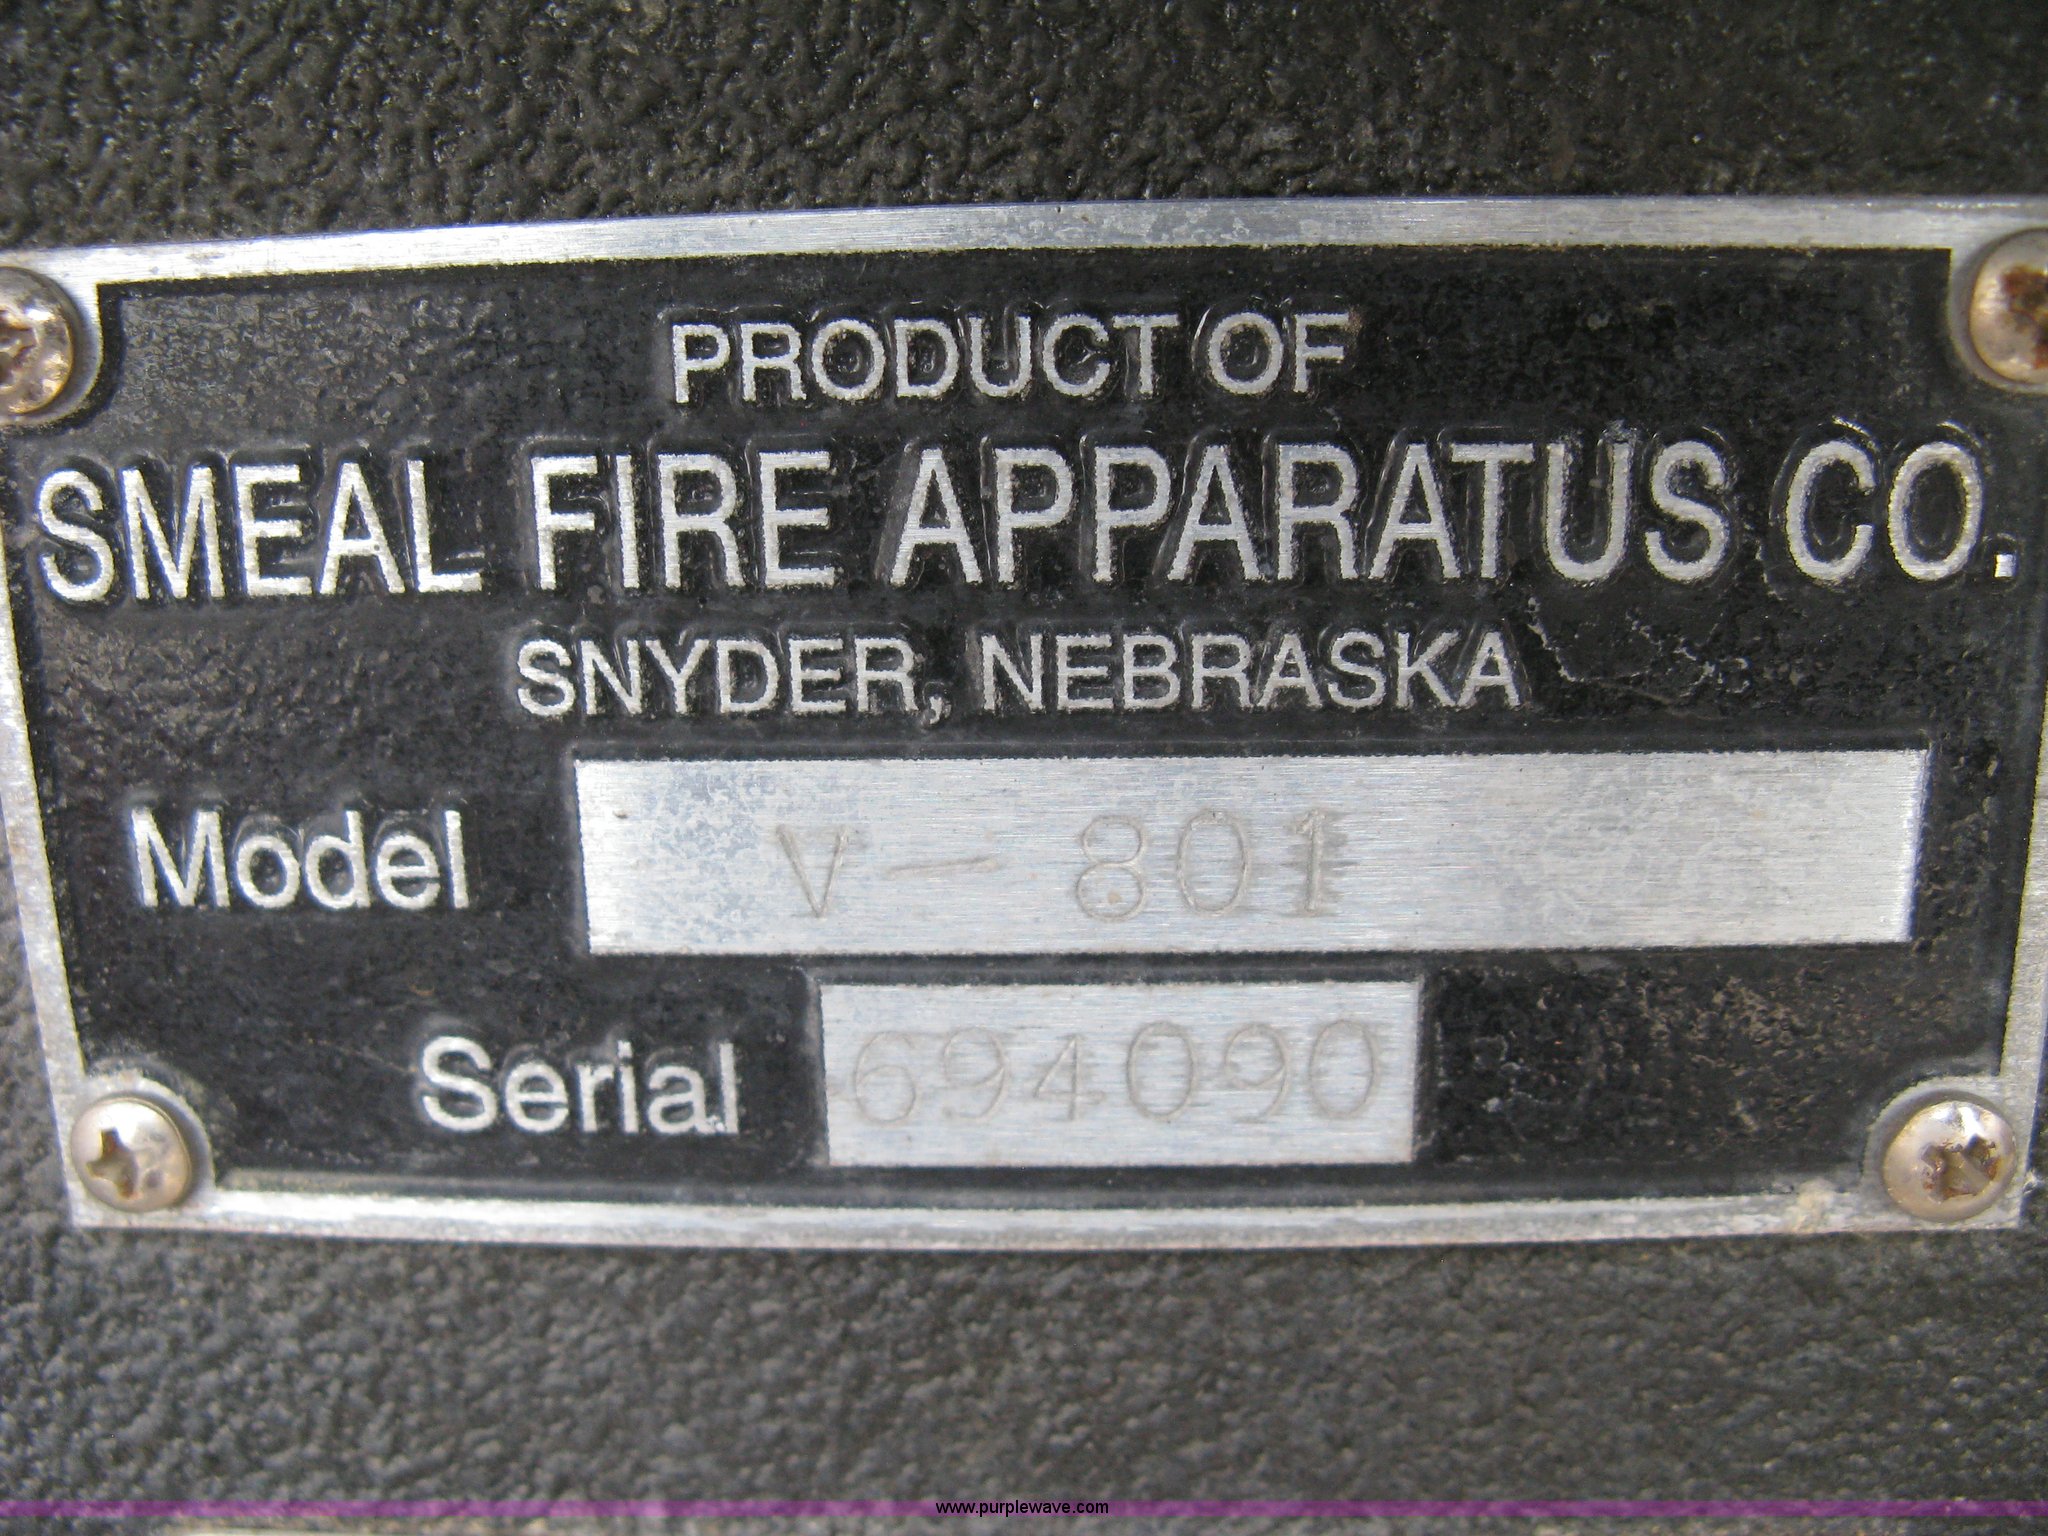 PRODUCT OF
SMEAL FIRE APPARATUS CO.
SNYDER, NEBRASKA
Model V-801
Serial 694090
www.purplewave.com